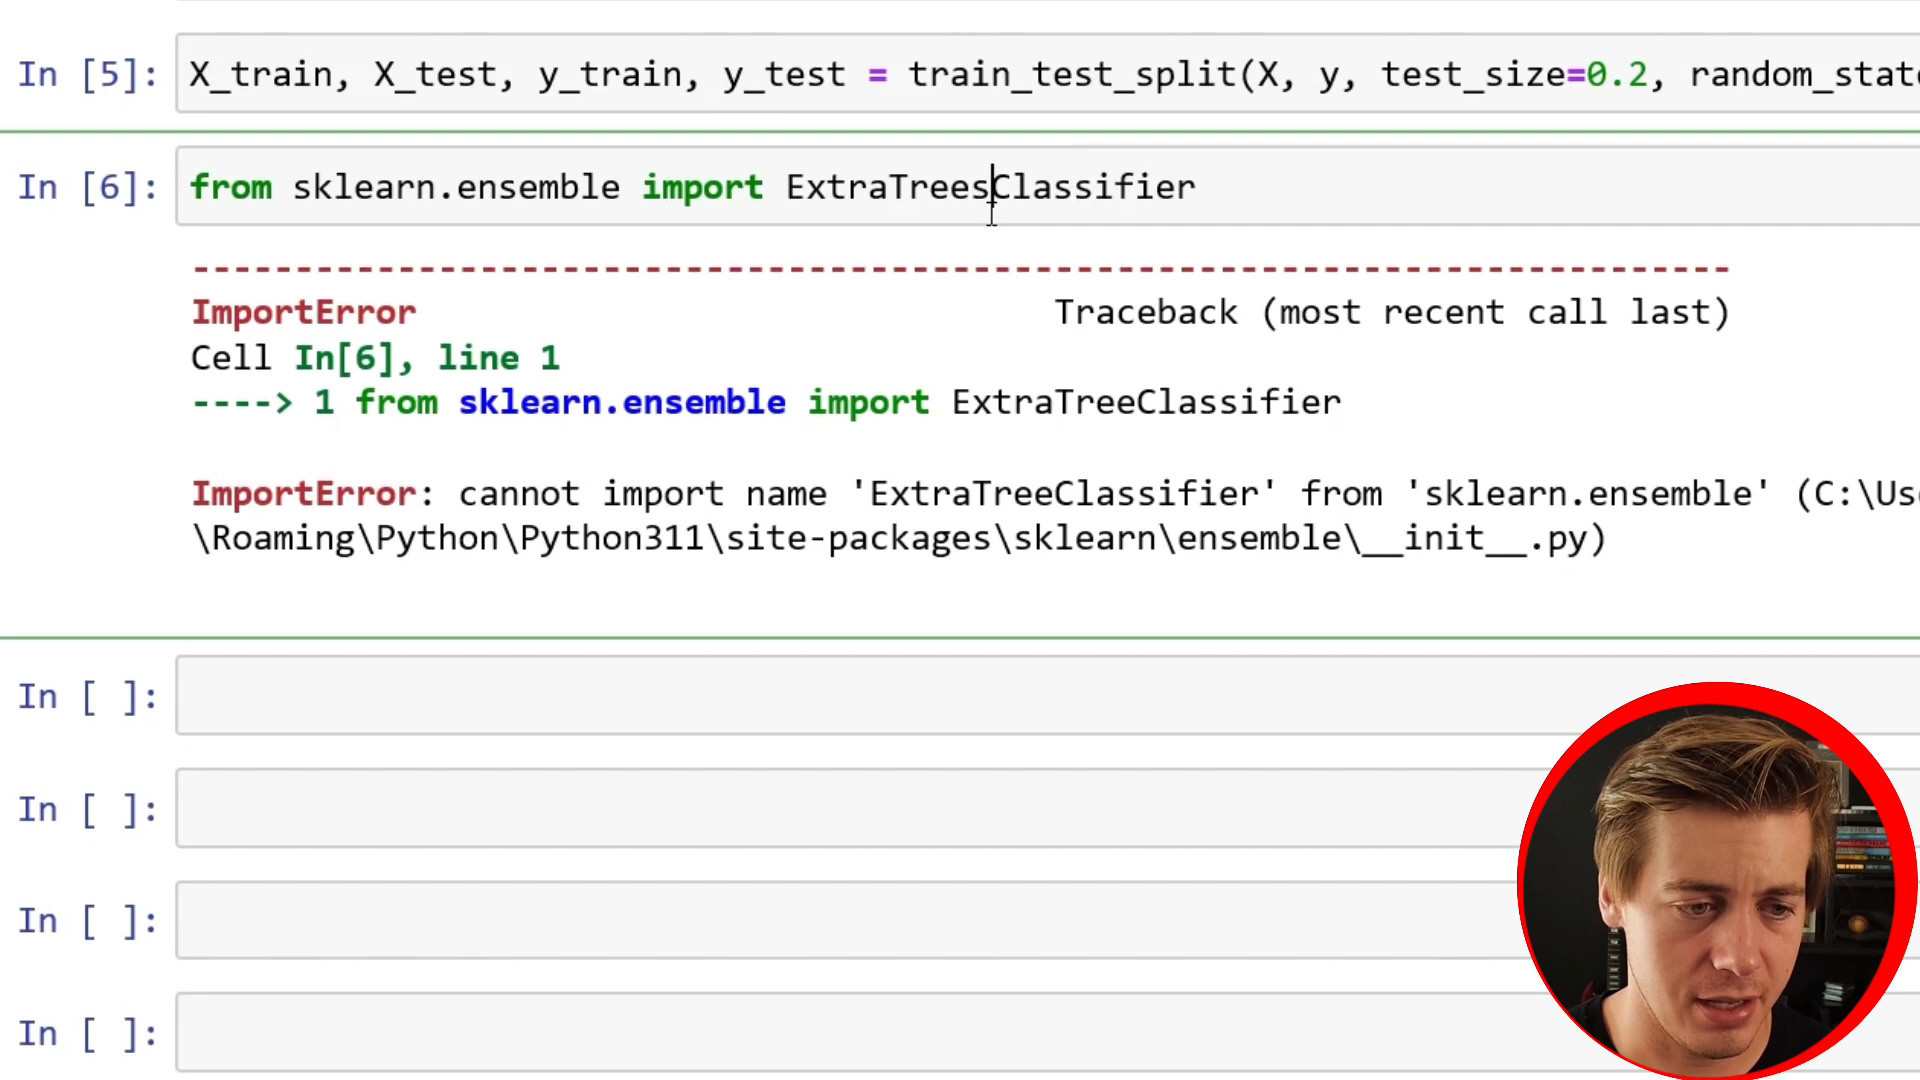 In [5]: X_train, X_test, y_train, y_test = train_test_split(X, y, test_size=0.2, random_stat
In [6]: from sklearn.ensemble import ExtraTreesClassifier
---------------------------------------------------------------------------
ImportError Traceback (most recent call last)
Cell In[6], line 1
----> 1 from sklearn.ensemble import ExtraTreeClassifier
ImportError: cannot import name 'ExtraTreeClassifier' from 'sklearn.ensemble' (C:\Us
\Roaming\Python\Python311\site-packages\sklearn\ensemble\__init__.py)
In [ ]:
In [ ]:
In [ ]:
In [ ]: